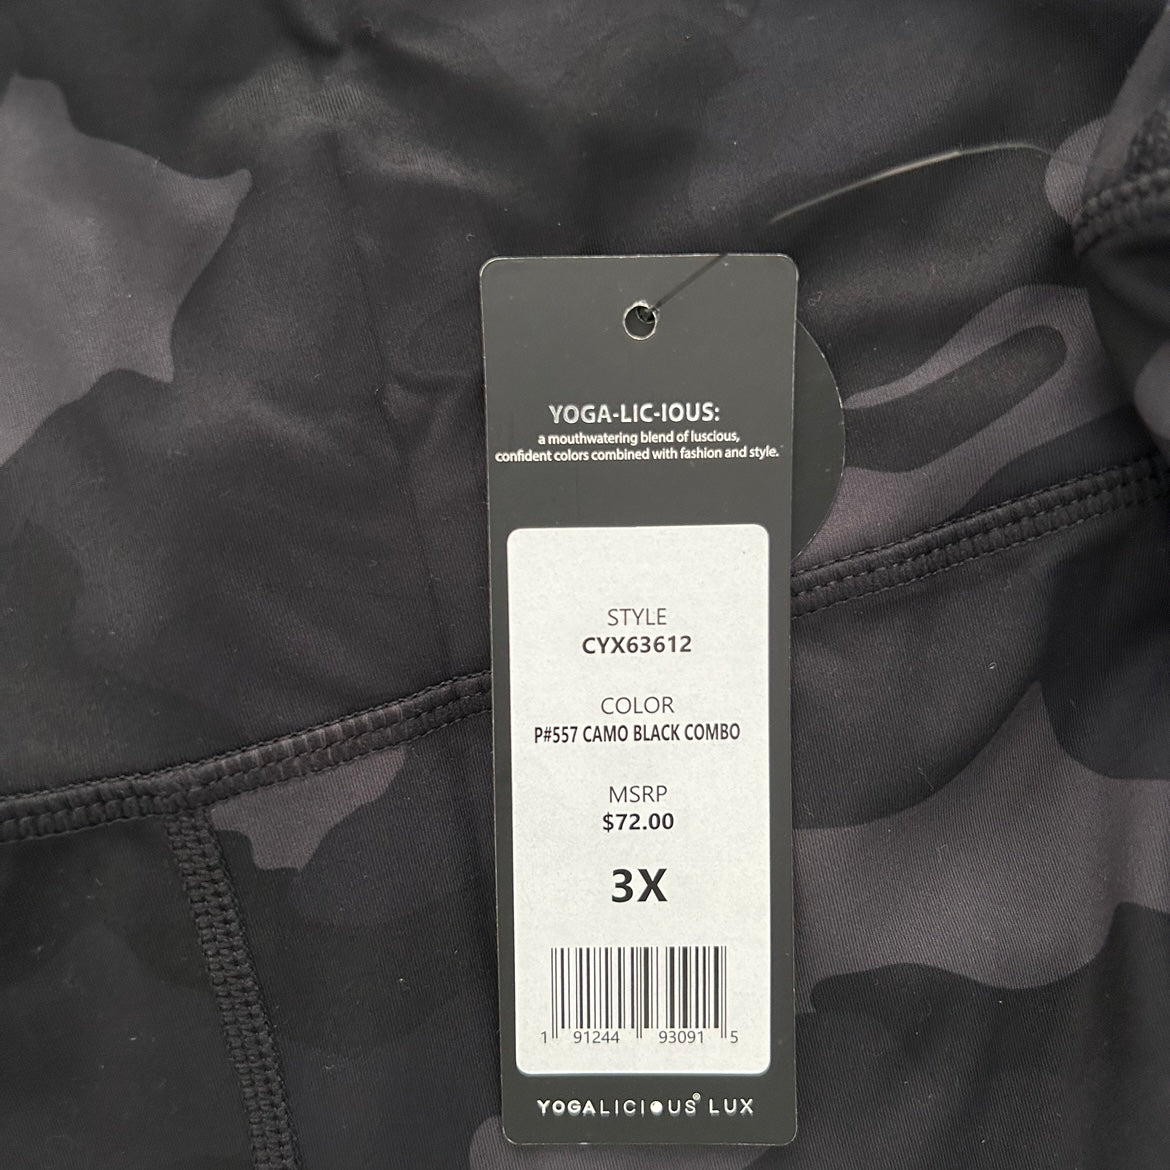 YOGA-LIC-IOUS:
a mouthwatering blend of luscious,
confident colors combined with fashion and style.
STYLE
CYX63612
COLOR
P#557 CAMO BLACK COMBO
MSRP
$72.00
3X
1 91244 93091 5
YOGALICIOUS® LUX